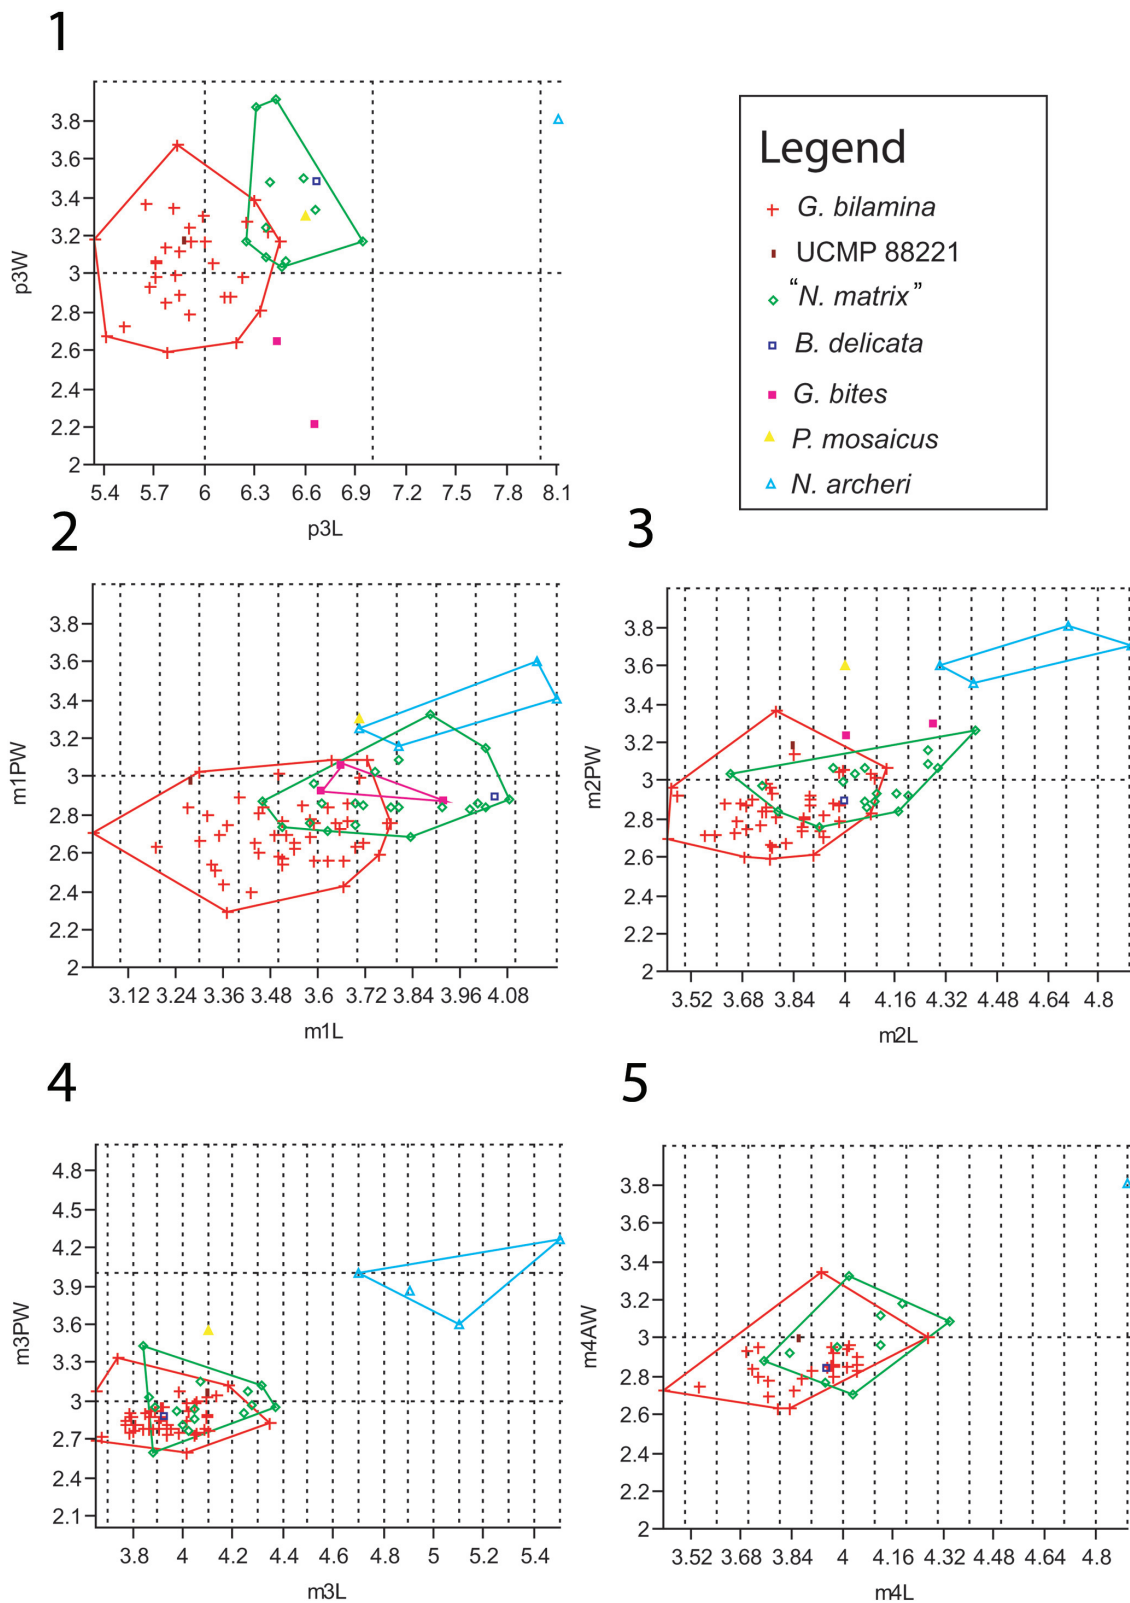 1
3.8
3.6
3.4
3.2
3
2.8
2.6
2.4
2.2
2
p3W
5.4 5.7 6 6.3 6.6 6.9 7.2 7.5 7.8 8.1
p3L
Legend
G. bilamina
UCMP 88221
“N. matrix”
B. delicata
G. bites
P. mosaicus
N. archeri
2
3.8
3.6
3.4
3.2
3
2.8
2.6
2.4
2.2
2
m1PW
3.12 3.24 3.36 3.48 3.6 3.72 3.84 3.96 4.08
m1L
3
3.8
3.6
3.4
3.2
3
2.8
2.6
2.4
2.2
2
m2PW
3.52 3.68 3.84 4 4.16 4.32 4.48 4.64 4.8
m2L
4
4.8
4.5
4.2
3.9
3.6
3.3
3
2.7
2.4
2.1
m3PW
3.8 4 4.2 4.4 4.6 4.8 5 5.2 5.4
m3L
5
3.8
3.6
3.4
3.2
3
2.8
2.6
2.4
2.2
2
m4AW
3.52 3.68 3.84 4 4.16 4.32 4.48 4.64 4.8
m4L